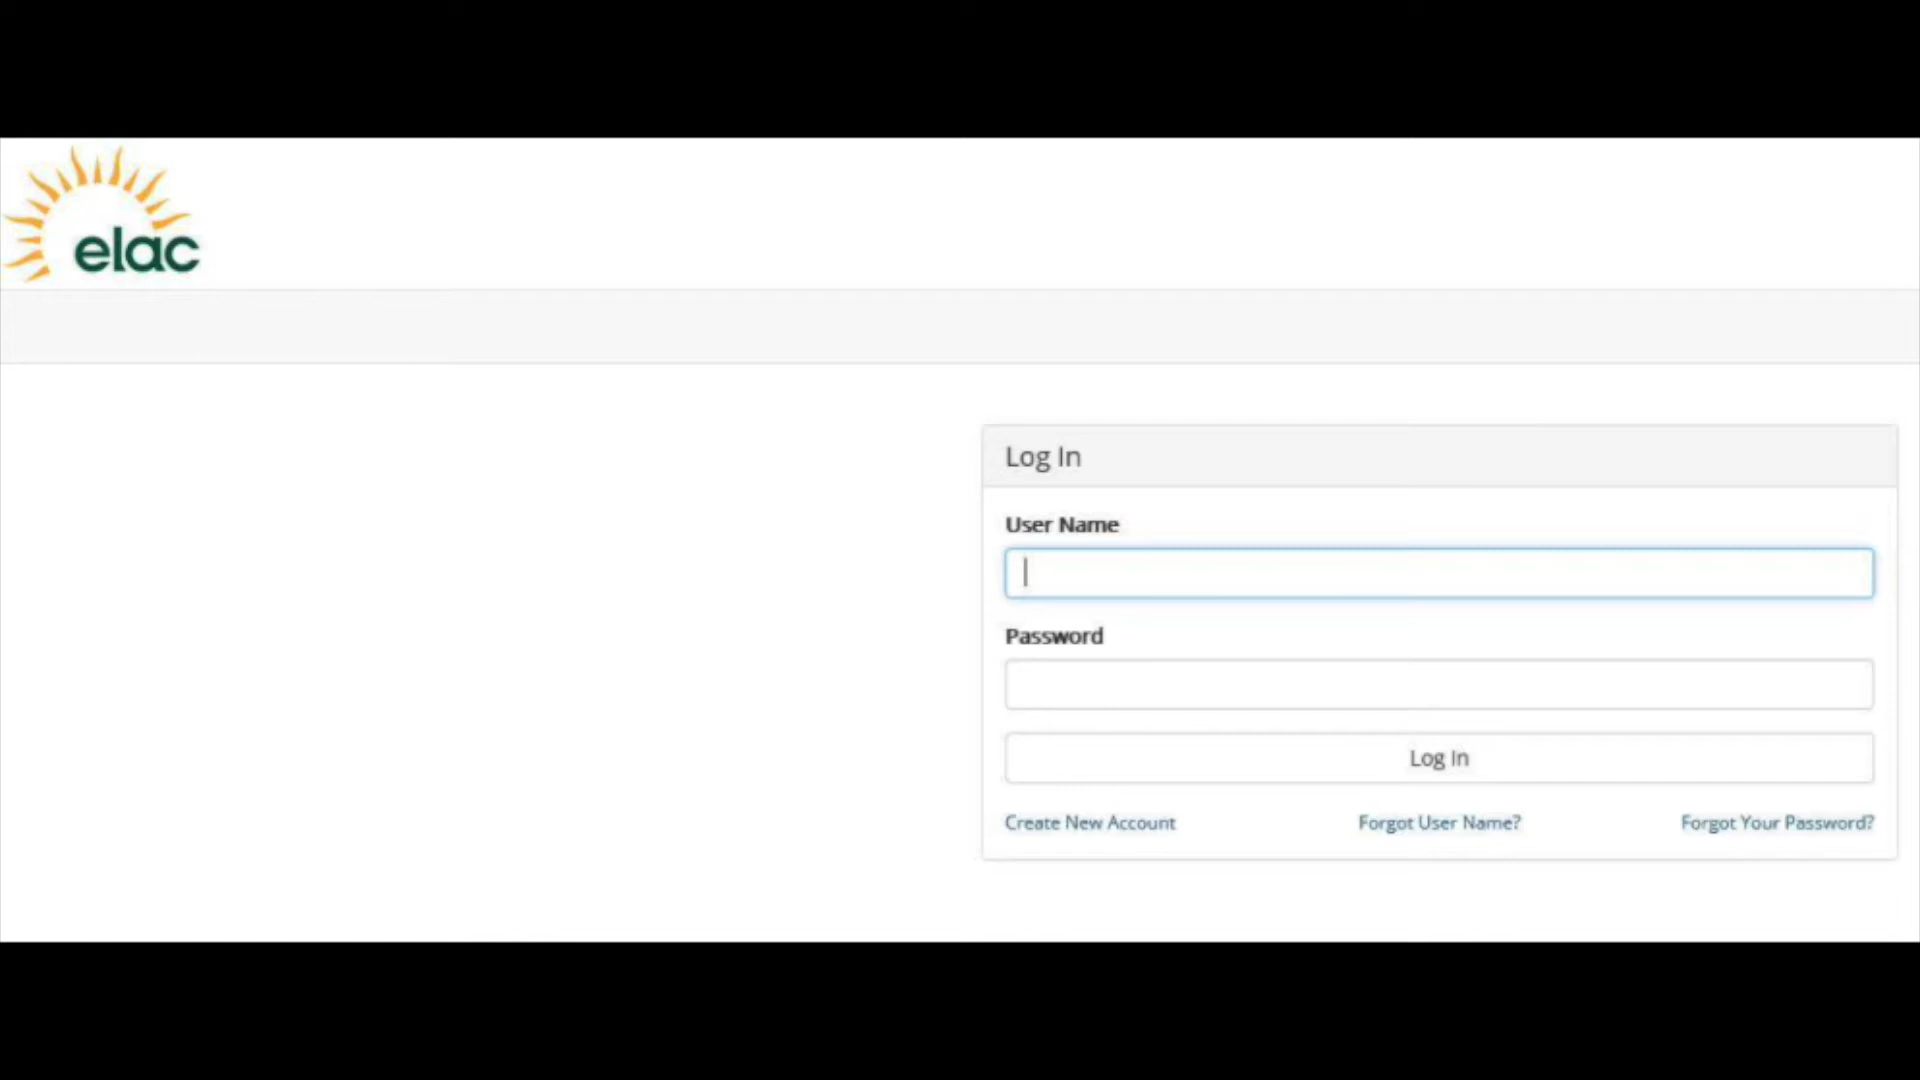 elac
Log In
User Name
Password
Log In
Create New Account
Forgot User Name?
Forgot Your Password?